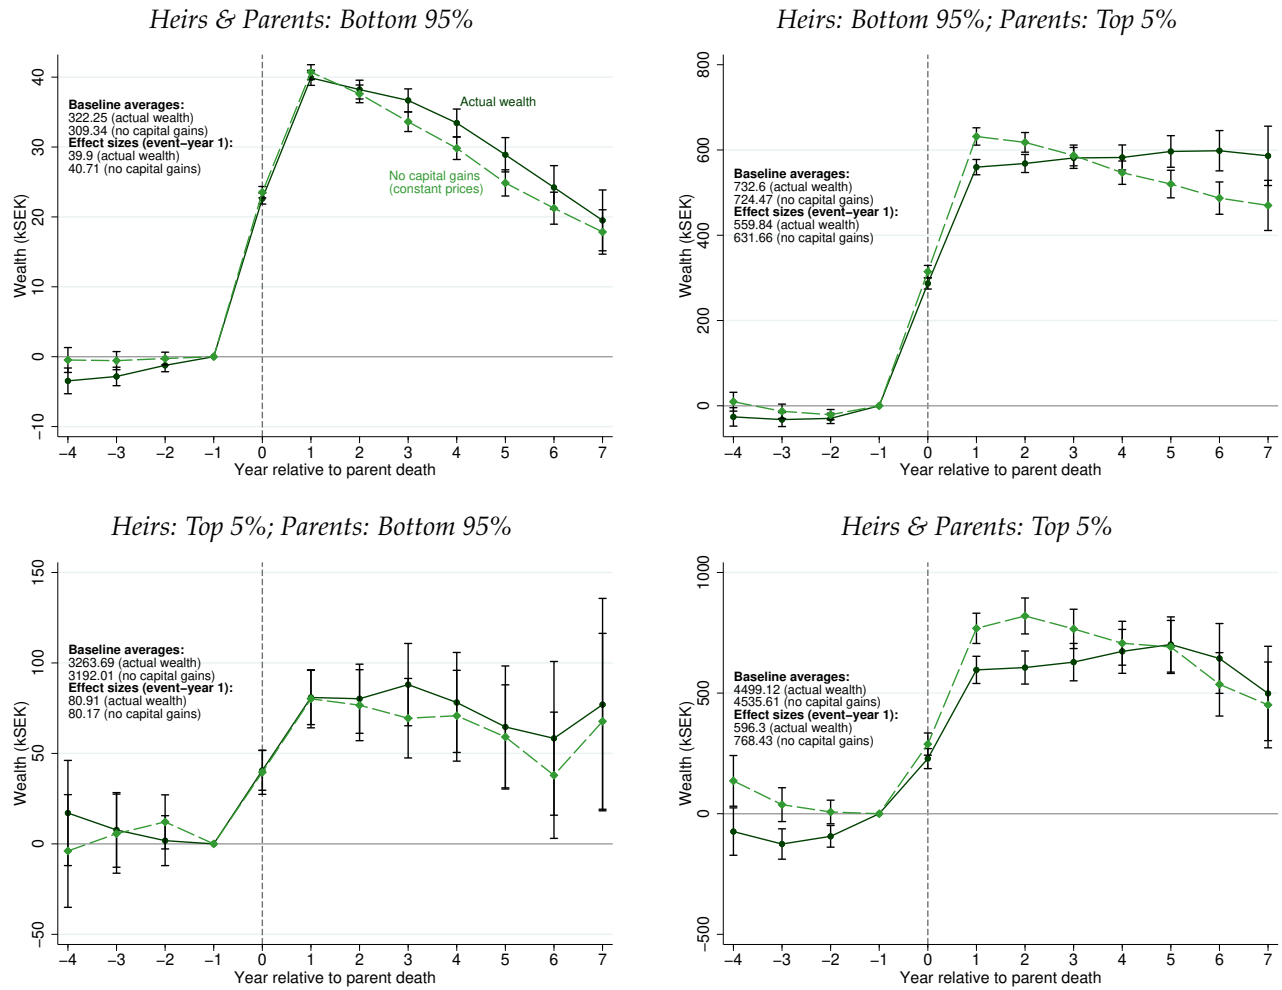 Heirs & Parents: Bottom 95%
Wealth (kSEK)
40
30
20
10
0
−10
Baseline averages:
322.25 (actual wealth)
309.34 (no capital gains)
Effect sizes (event−year 1):
39.9 (actual wealth)
40.71 (no capital gains)
Actual wealth
No capital gains
(constant prices)
−4 −3 −2 −1 0 1 2 3 4 5 6 7
Year relative to parent death
Heirs: Bottom 95%; Parents: Top 5%
Wealth (kSEK)
800
600
400
200
0
Baseline averages:
732.6 (actual wealth)
724.47 (no capital gains)
Effect sizes (event−year 1):
559.84 (actual wealth)
631.66 (no capital gains)
−4 −3 −2 −1 0 1 2 3 4 5 6 7
Year relative to parent death
Heirs: Top 5%; Parents: Bottom 95%
Wealth (kSEK)
150
100
50
0
−50
Baseline averages:
3263.69 (actual wealth)
3192.01 (no capital gains)
Effect sizes (event−year 1):
80.91 (actual wealth)
80.17 (no capital gains)
−4 −3 −2 −1 0 1 2 3 4 5 6 7
Year relative to parent death
Heirs & Parents: Top 5%
Wealth (kSEK)
1000
500
0
−500
Baseline averages:
4499.12 (actual wealth)
4535.61 (no capital gains)
Effect sizes (event−year 1):
596.3 (actual wealth)
768.43 (no capital gains)
−4 −3 −2 −1 0 1 2 3 4 5 6 7
Year relative to parent death